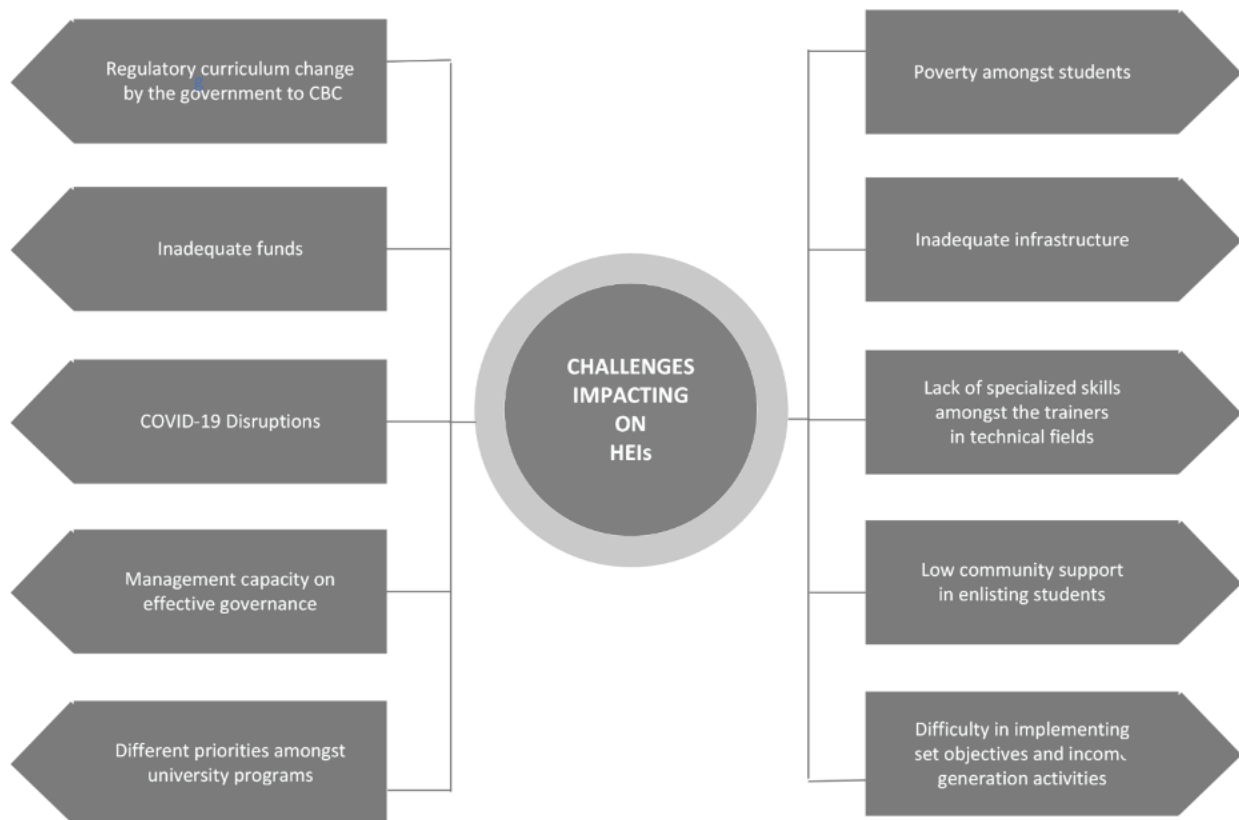 Regulatory curriculum change
by the government to CBC
Inadequate funds
COVID-19 Disruptions
Management capacity on
effective governance
Different priorities amongst
university programs
CHALLENGES
IMPACTING
ON
HEIs
Poverty amongst students
Inadequate infrastructure
Lack of specialized skills
amongst the trainers
in technical fields
Low community support
in enlisting students
Difficulty in implementing
set objectives and income
generation activities